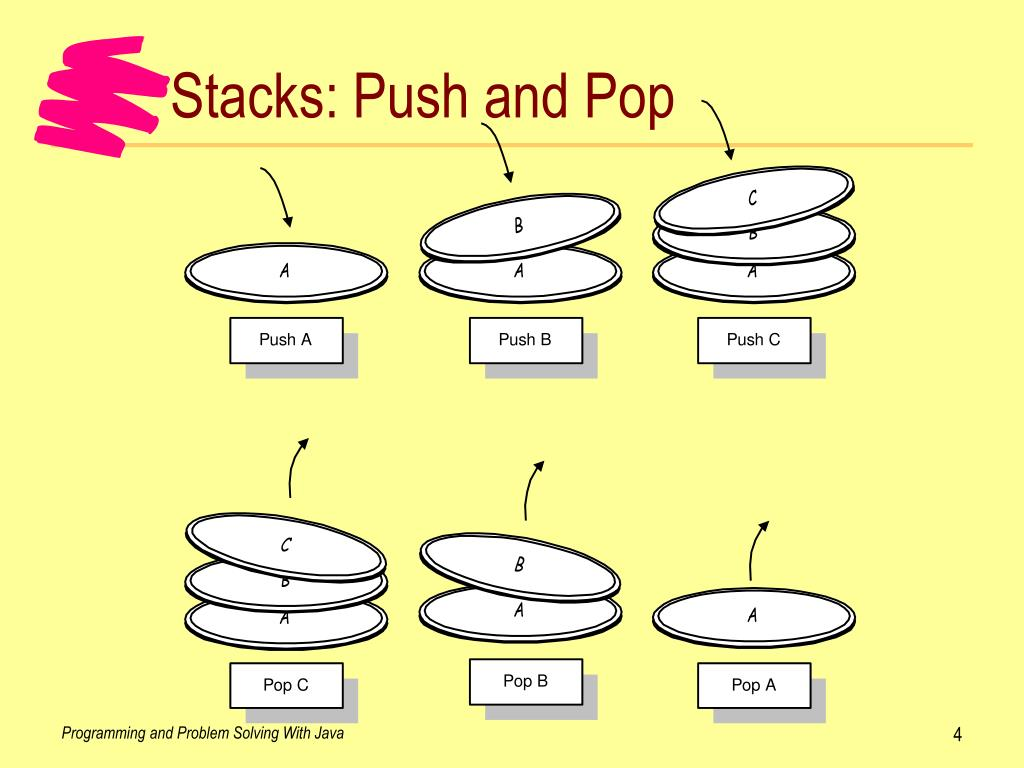 Stacks: Push and Pop
A
B
A
C
B
A
Push A
Push B
Push C
C
B
A
B
A
A
Pop C
Pop B
Pop A
Programming and Problem Solving With Java
4